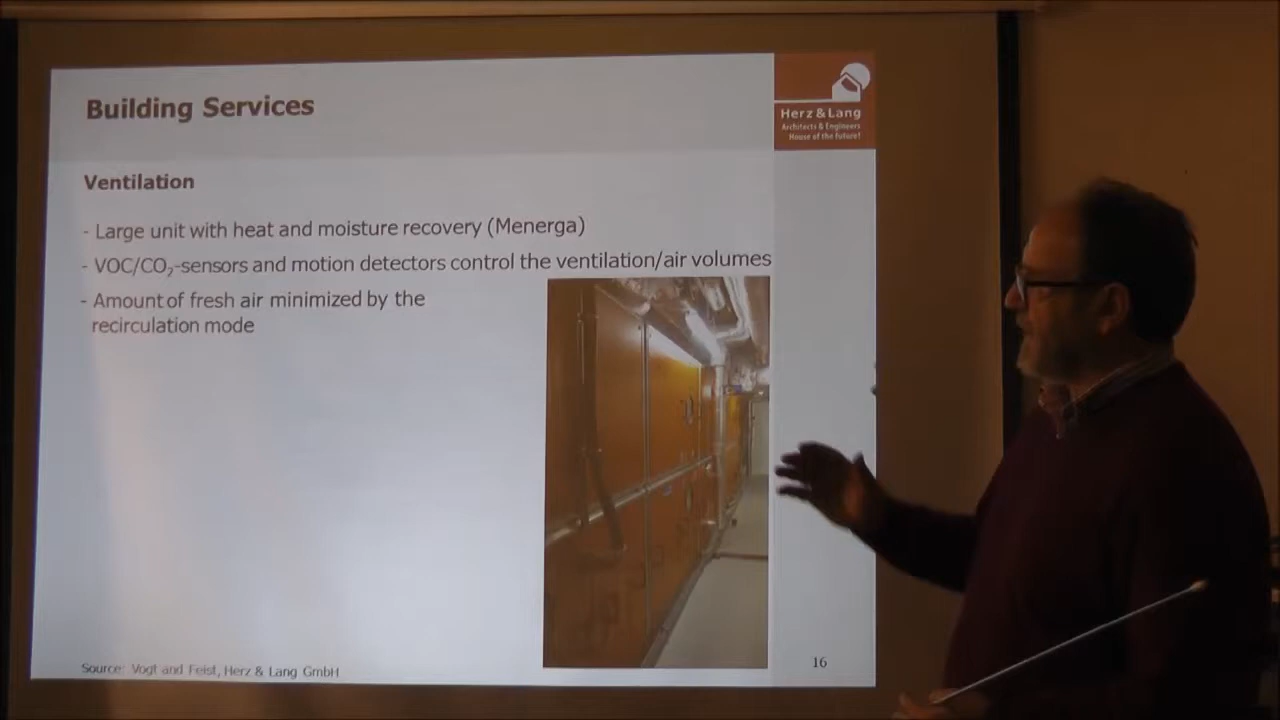 Building Services
Herz & Lang
Architects & Engineers
House of the future!
Ventilation
- Large unit with heat and moisture recovery (Menerga)
- VOC/CO₂-sensors and motion detectors control the ventilation/air volumes
- Amount of fresh air minimized by the
recirculation mode
Source: Vogt and Feist, Herz & Lang GmbH
16